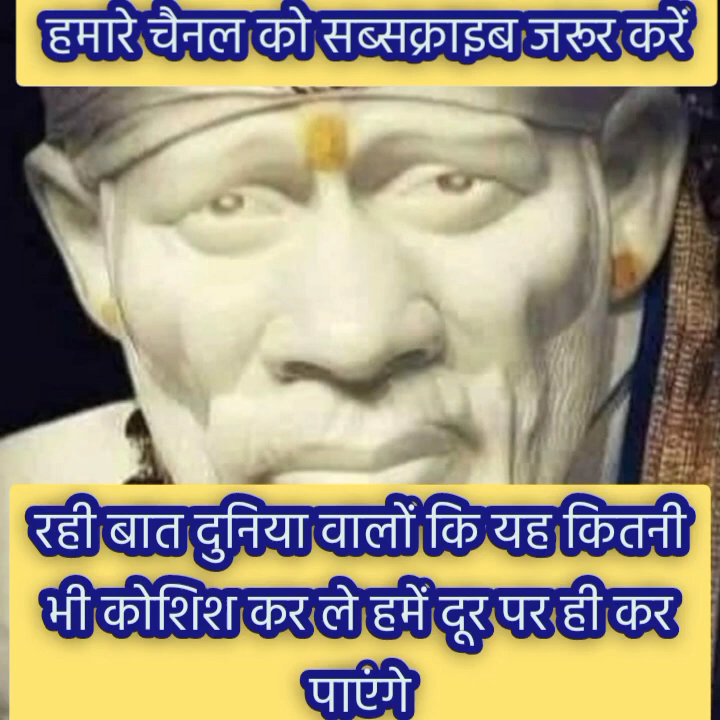 हमारे चैनल को सब्सक्राइब जरूर करें
रही बात दुनिया वालों कि यह कितनी
भी कोशिश कर ले हमें दूर पर ही कर
पाएंगे